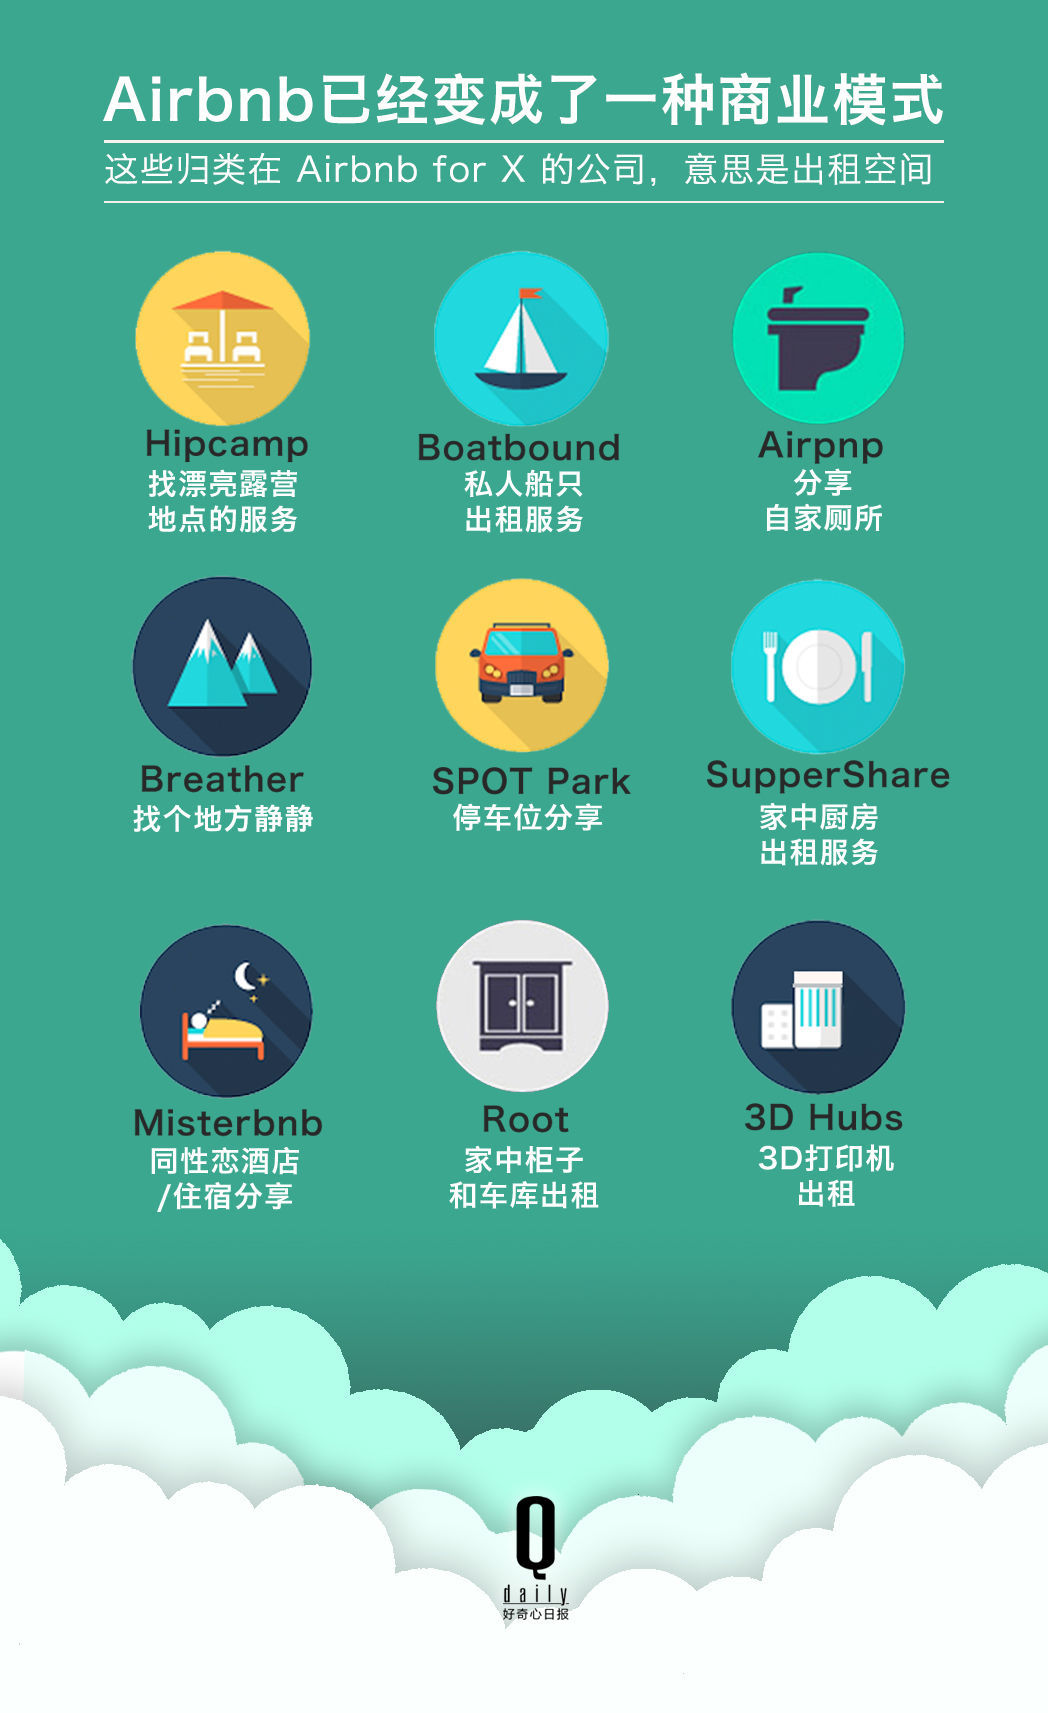 Airbnb已经变成了一种商业模式
这些归类在 Airbnb for X 的公司，意思是出租空间
Hipcamp
找漂亮露营
地点的服务
Boatbound
私人船只
出租服务
Airpnp
分享
自家厕所
Breather
找个地方静静
SPOT Park
停车位分享
SupperShare
家中厨房
出租服务
Misterbnb
同性恋酒店
/住宿分享
Root
家中柜子
和车库出租
3D Hubs
3D打印机
出租
Q
daily
好奇心日报